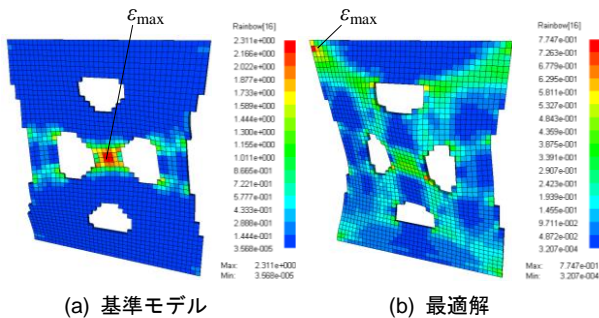 εmax
Rainbow[16]
2.311e+000
2.166e+000
2.022e+000
1.877e+000
1.733e+000
1.589e+000
1.444e+000
1.300e+000
1.155e+000
1.011e+000
8.665e-001
7.221e-001
5.777e-001
4.333e-001
2.888e-001
1.444e-001
3.568e-005
Max: 2.311e+000
Min: 3.568e-005
(a) 基準モデル
εmax
Rainbow[16]
7.747e-001
7.263e-001
6.779e-001
6.295e-001
5.811e-001
5.327e-001
4.843e-001
4.359e-001
3.875e-001
3.391e-001
2.907e-001
2.423e-001
1.939e-001
1.455e-001
9.712e-002
4.872e-002
3.207e-004
Max: 7.747e-001
Min: 3.207e-004
(b) 最適解